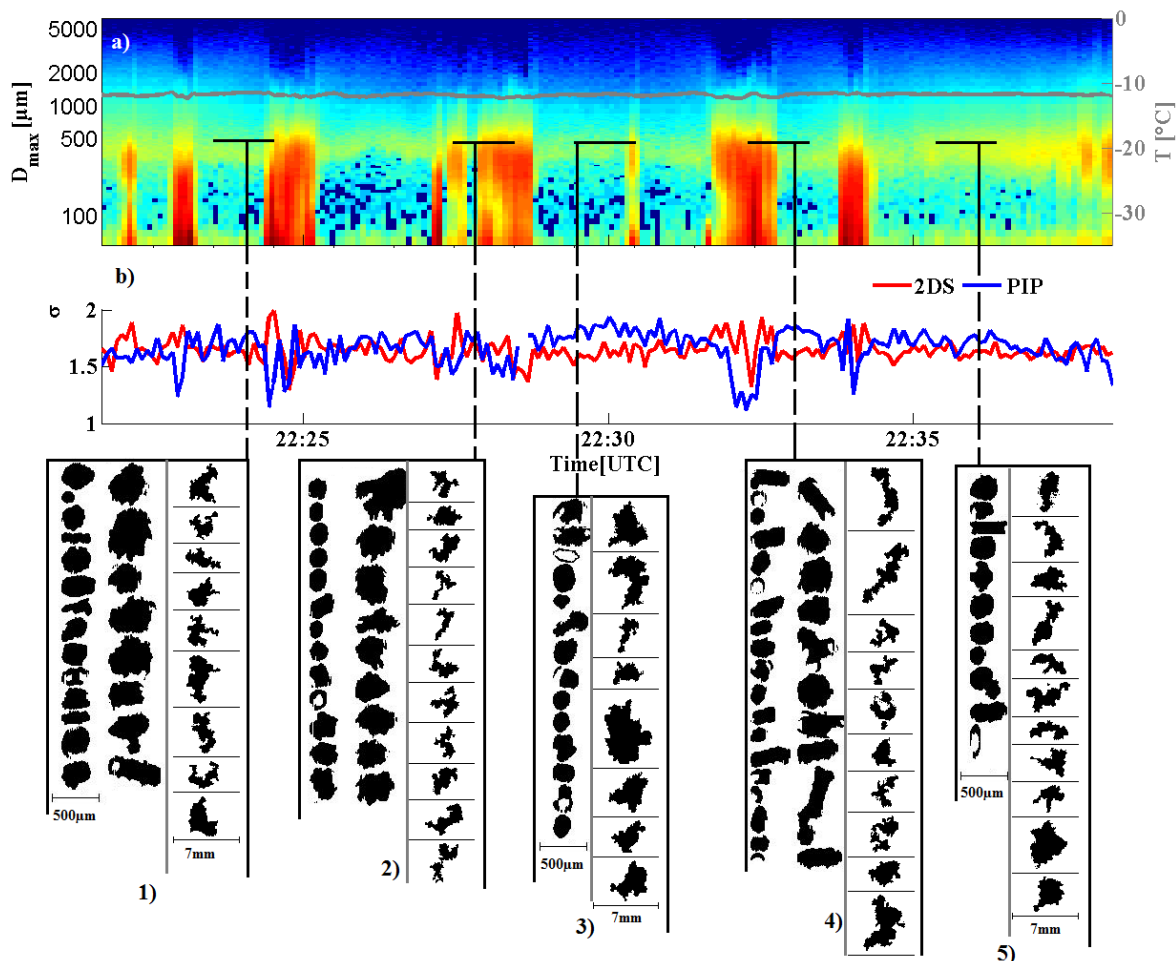 a)
5000
2000
1000
500
100
D_max [µm]
0
-10
-20
-30
T [°C]
b)
2DS
PIP
σ
2
1.5
1
22:25
22:30
22:35
Time[UTC]
500µm
7mm
1)
2)
500µm
7mm
3)
4)
500µm
7mm
5)